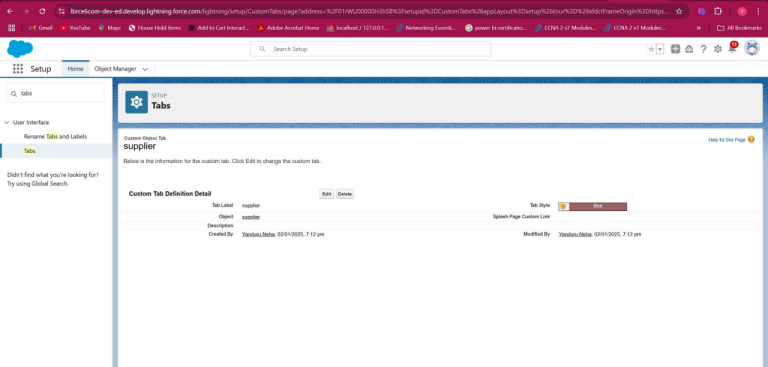 lbrce6com-dev-ed.develop.lightning.force.com/lightning/setup/CustomTabs/page?address=%2F01rWU00000H3hSB%3Fsetupid%3DCustomTabs%26appLayout%3Dsetup%26tour%3D%26sfdcIFrameOrigin%3Dhttps...
Gmail YouTube Maps House Hold Items Add to Cart Interact... Adobe Acrobat Home localhost / 127.0.0.1... Networking Essenti... power bi certificatio... CCNA 2 v7 Modules... CCNA 2 v7 Modules... » All Bookmarks
Search Setup
Setup Home Object Manager
tabs
User Interface
Rename Tabs and Labels
Tabs
Didn't find what you're looking for?
Try using Global Search.
SETUP
Tabs
Custom Object Tab
supplier
Help for this Page
Below is the information for the custom tab. Click Edit to change the custom tab.
Custom Tab Definition Detail Edit Delete
Tab Label supplier Tab Style
Object supplier Splash Page Custom Link
Description
Created By Yanduru Neha, 02/01/2025, 7:12 pm Modified By Yanduru Neha, 02/01/2025, 7:12 pm